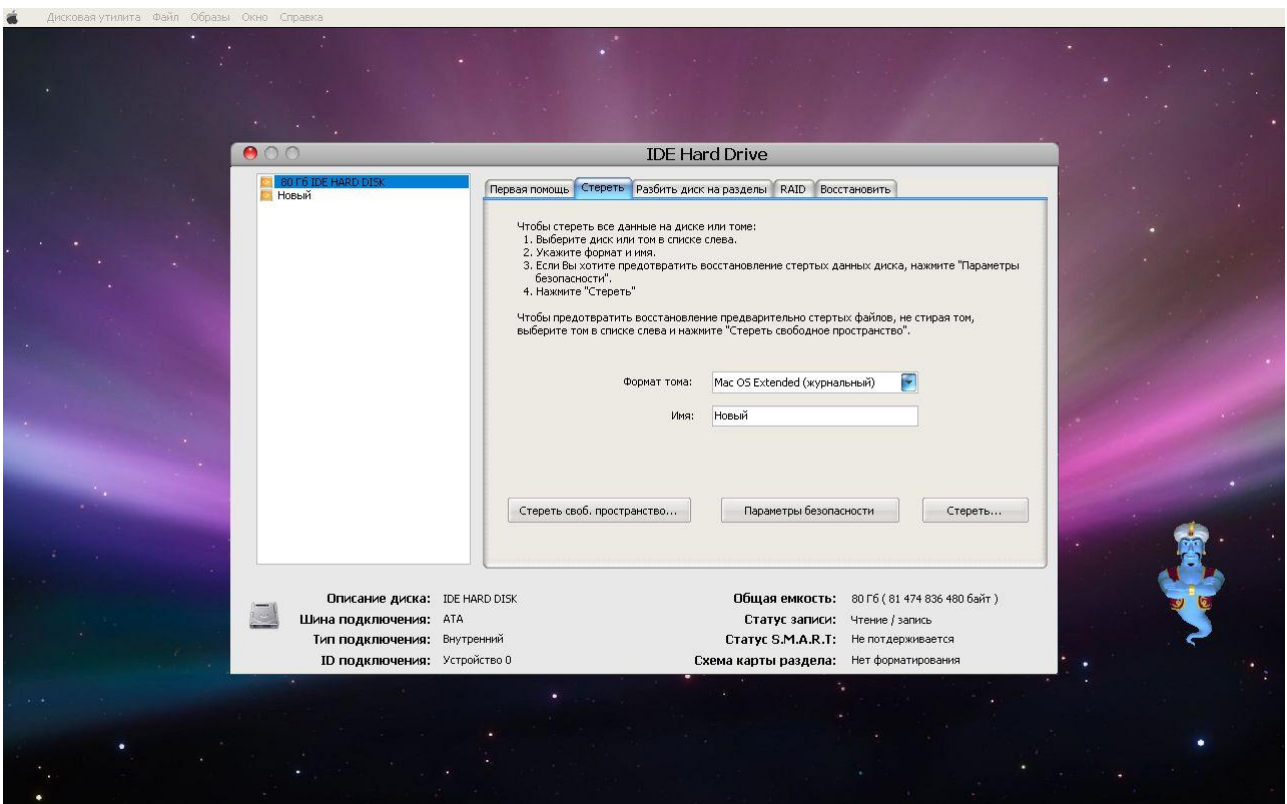 Дисковая утилита Файл Образы Окно Справка
IDE Hard Drive
80 Гб IDE HARD DISK
Новый
Первая помощь Стереть Разбить диск на разделы RAID Восстановить
Чтобы стереть все данные на диске или томе:
1. Выберите диск или том в списке слева.
2. Укажите формат и имя.
3. Если Вы хотите предотвратить восстановление стертых данных диска, нажмите "Параметры
безопасности".
4. Нажмите "Стереть"
Чтобы предотвратить восстановление предварительно стертых файлов, не стирая том,
выберите том в списке слева и нажмите "Стереть свободное пространство".
Формат тома: Mac OS Extended (журнальный)
Имя: Новый
Стереть своб. пространство... Параметры безопасности Стереть...
Описание диска: IDE HARD DISK Общая емкость: 80 Гб ( 81 474 836 480 байт )
Шина подключения: ATA Статус записи: Чтение / запись
Тип подключения: Внутренний Статус S.M.A.R.T: Не потдерживается
ID подключения: Устройство 0 Схема карты раздела: Нет форматирования